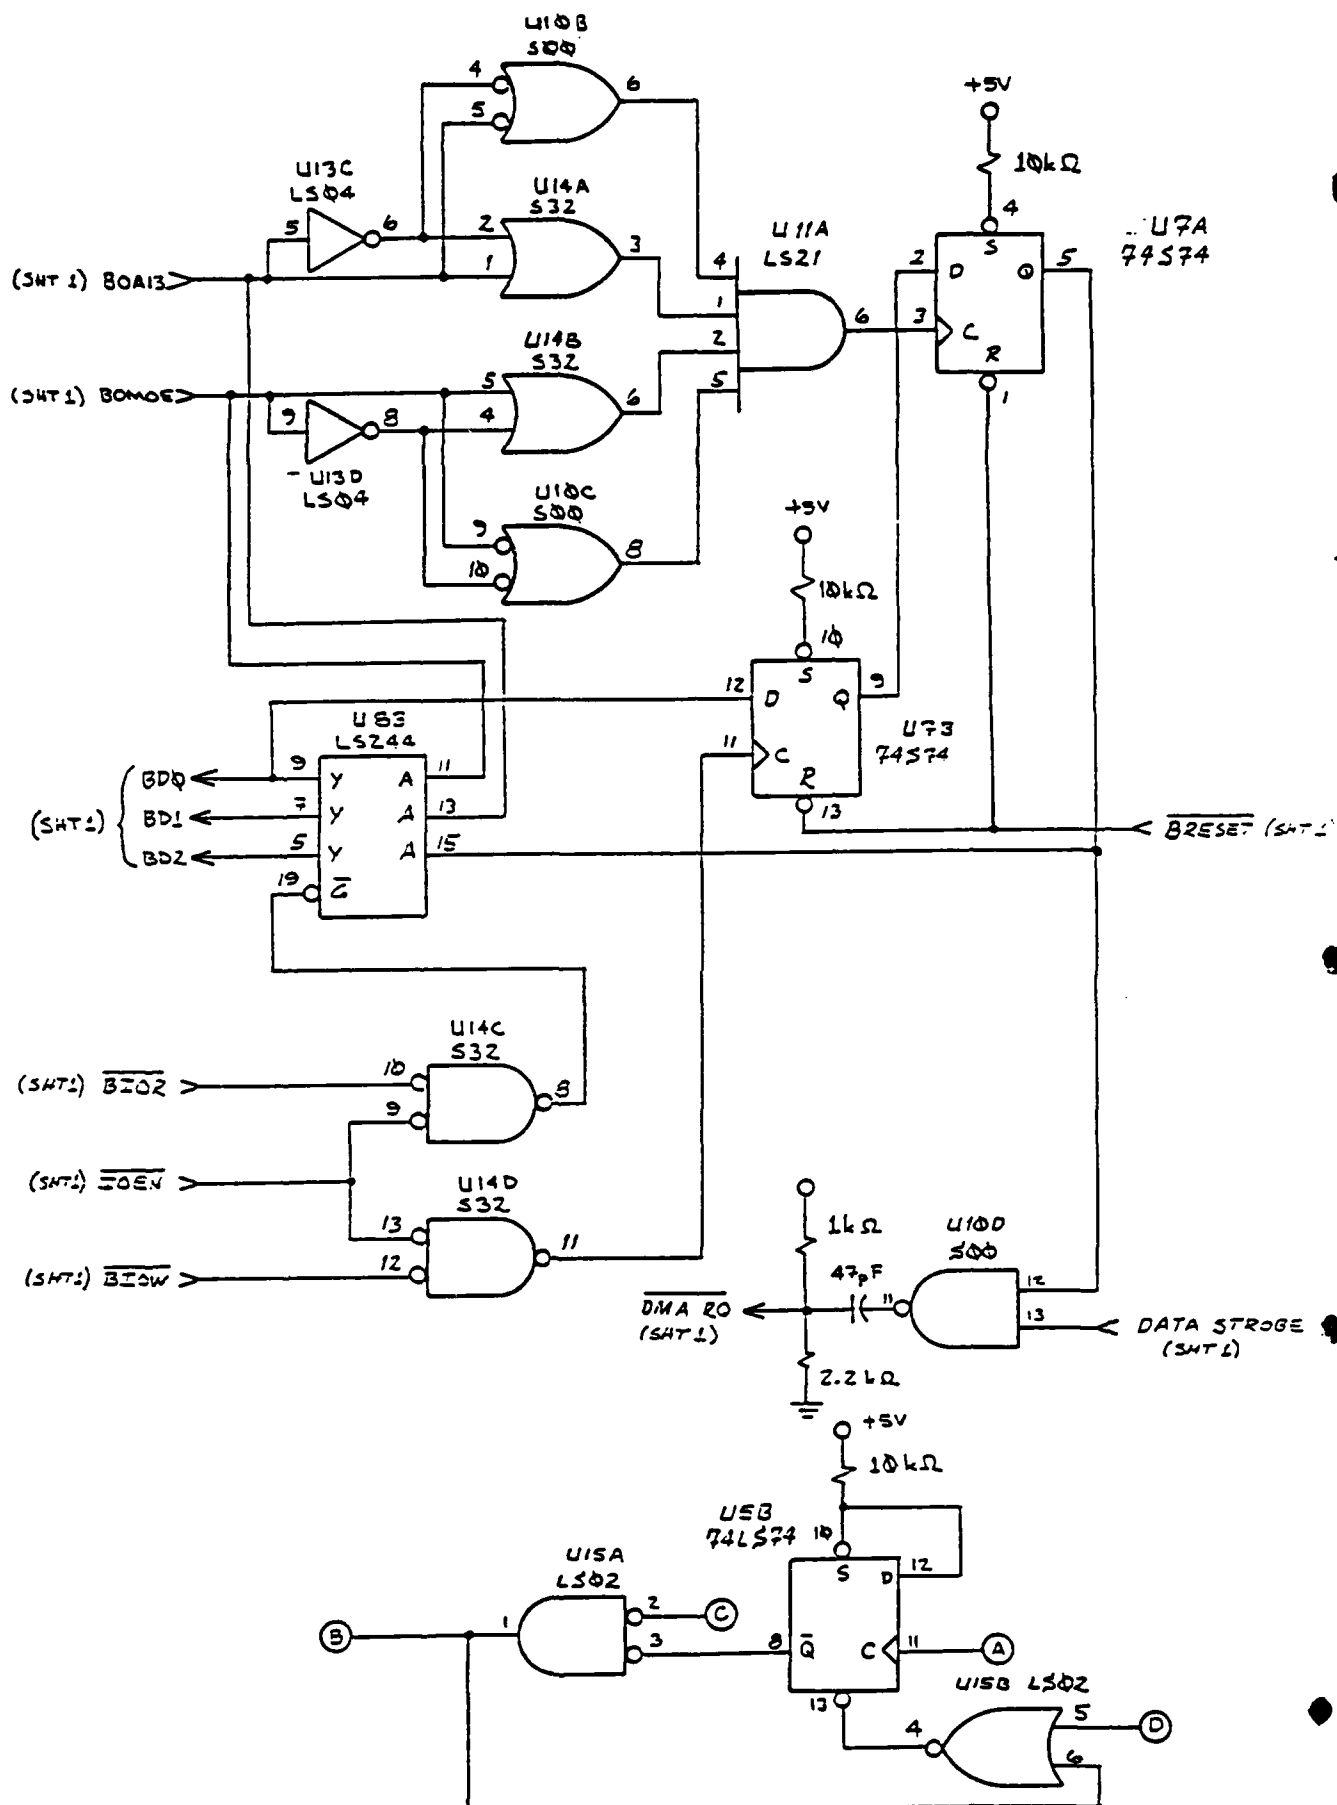 U10B
S00
4
5
6
+5V
10kΩ
4
U13C
LS04
5
6
U14A
S32
2
1
3
U11A
LS21
4
1
2
5
6
U7A
74S74
2
D
S
Q
5
3
C
R
1
(SHT 1) BOA13
U14B
S32
5
4
6
(SHT 1) BOMOE
9
8
U13D
LS04
U10C
S00
9
10
8
+5V
10kΩ
10
12
D
S
Q
9
11
C
R
13
U7B
74S74
U83
LS244
(SHT 1)
BD0
9
Y
A
11
BD1
7
Y
A
13
BD2
5
Y
A
15
19
G
BRESET (SHT 1
U14C
S32
(SHT1) BIOR
10
9
8
(SHT1) IOEN
U14D
S32
13
12
11
(SHT1) BIOW
1kΩ
47pF
U10D
S00
11
12
13
DMA RQ
(SHT 1)
DATA STROBE
(SHT 1)
2.2kΩ
+5V
10kΩ
U5B
74LS74
10
S
D
12
U15A
LS02
B
1
2
C
3
8
Q
C
11
A
13
U15B LS02
4
5
D
6